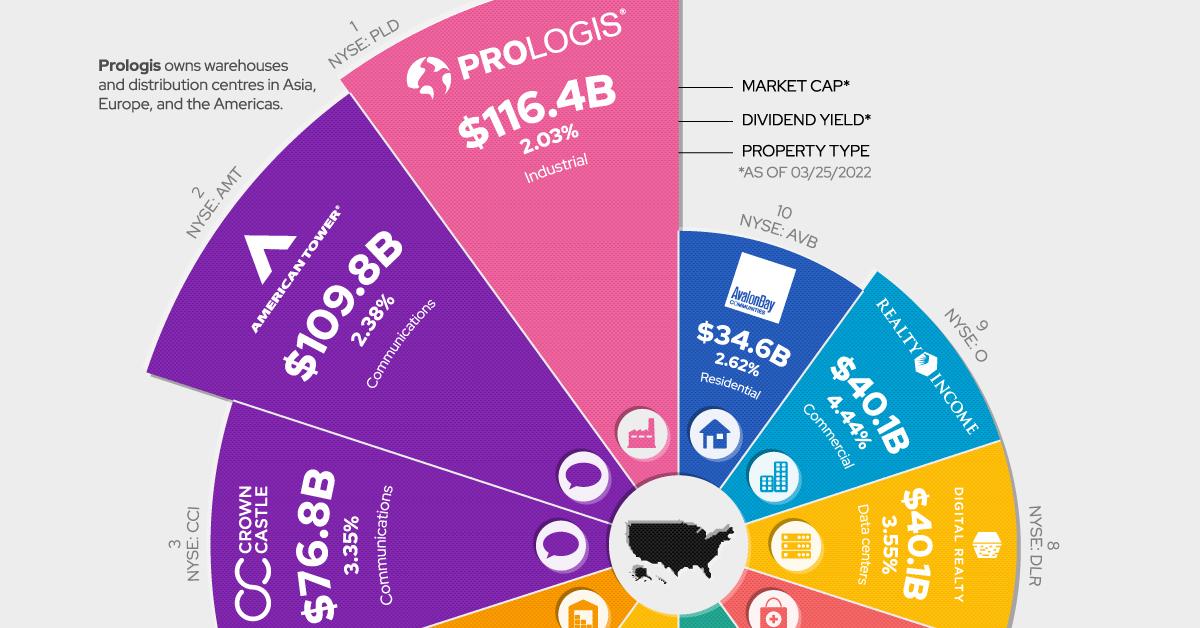 1
NYSE: PLD
Prologis owns warehouses
and distribution centres in Asia,
Europe, and the Americas.
PROLOGIS®
$116.4B
2.03%
Industrial
MARKET CAP*
DIVIDEND YIELD*
PROPERTY TYPE
*AS OF 03/25/2022
2
NYSE: AMT
AMERICAN TOWER®
$109.8B
2.38%
Communications
3
NYSE: CCI
CROWN
CASTLE
$76.8B
3.35%
Communications
10
NYSE: AVB
AvalonBay
COMMUNITIES
$34.6B
2.62%
Residential
9
NYSE: O
REALTY INCOME
$40.1B
4.44%
Commercial
8
NYSE: DLR
DIGITAL REALTY
$40.1B
3.55%
Data centers